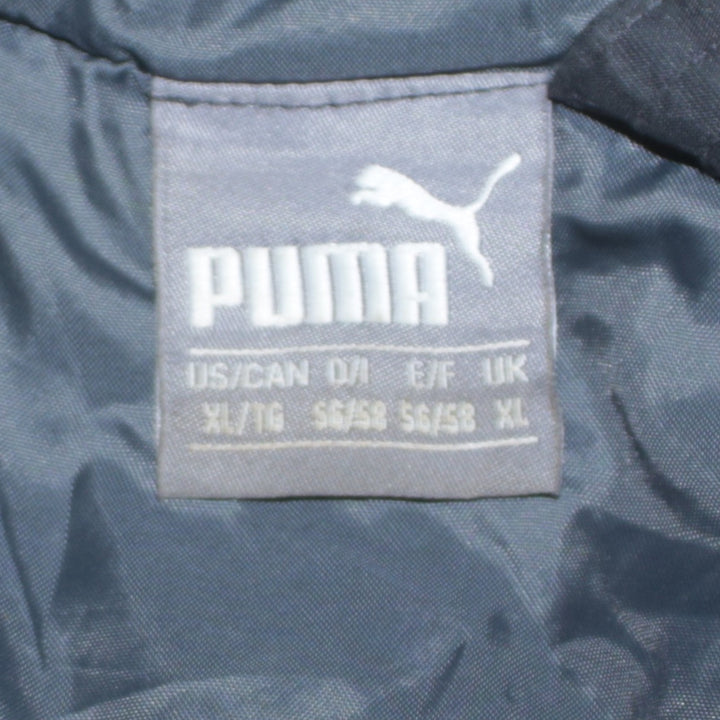 PUMA
US/CAN D/I E/F UK
XL/TG 56/58 56/58 XL